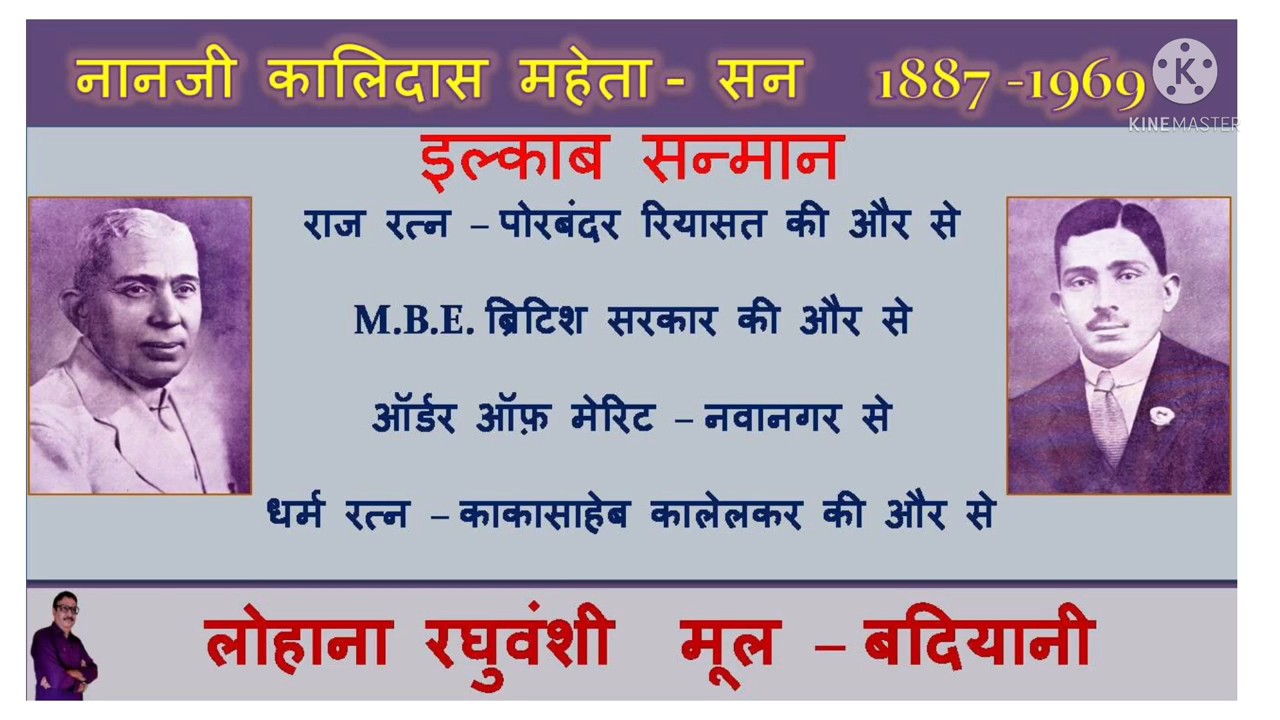 नानजी कालिदास महेता - सन 1887 -1969
KINEMASTER
इल्काब सन्मान
राज रत्न – पोरबंदर रियासत की और से
M.B.E. ब्रिटिश सरकार की और से
ऑर्डर ऑफ़ मेरिट – नवानगर से
धर्म रत्न – काकासाहेब कालेलकर की और से
लोहाना रघुवंशी मूल – बदियानी